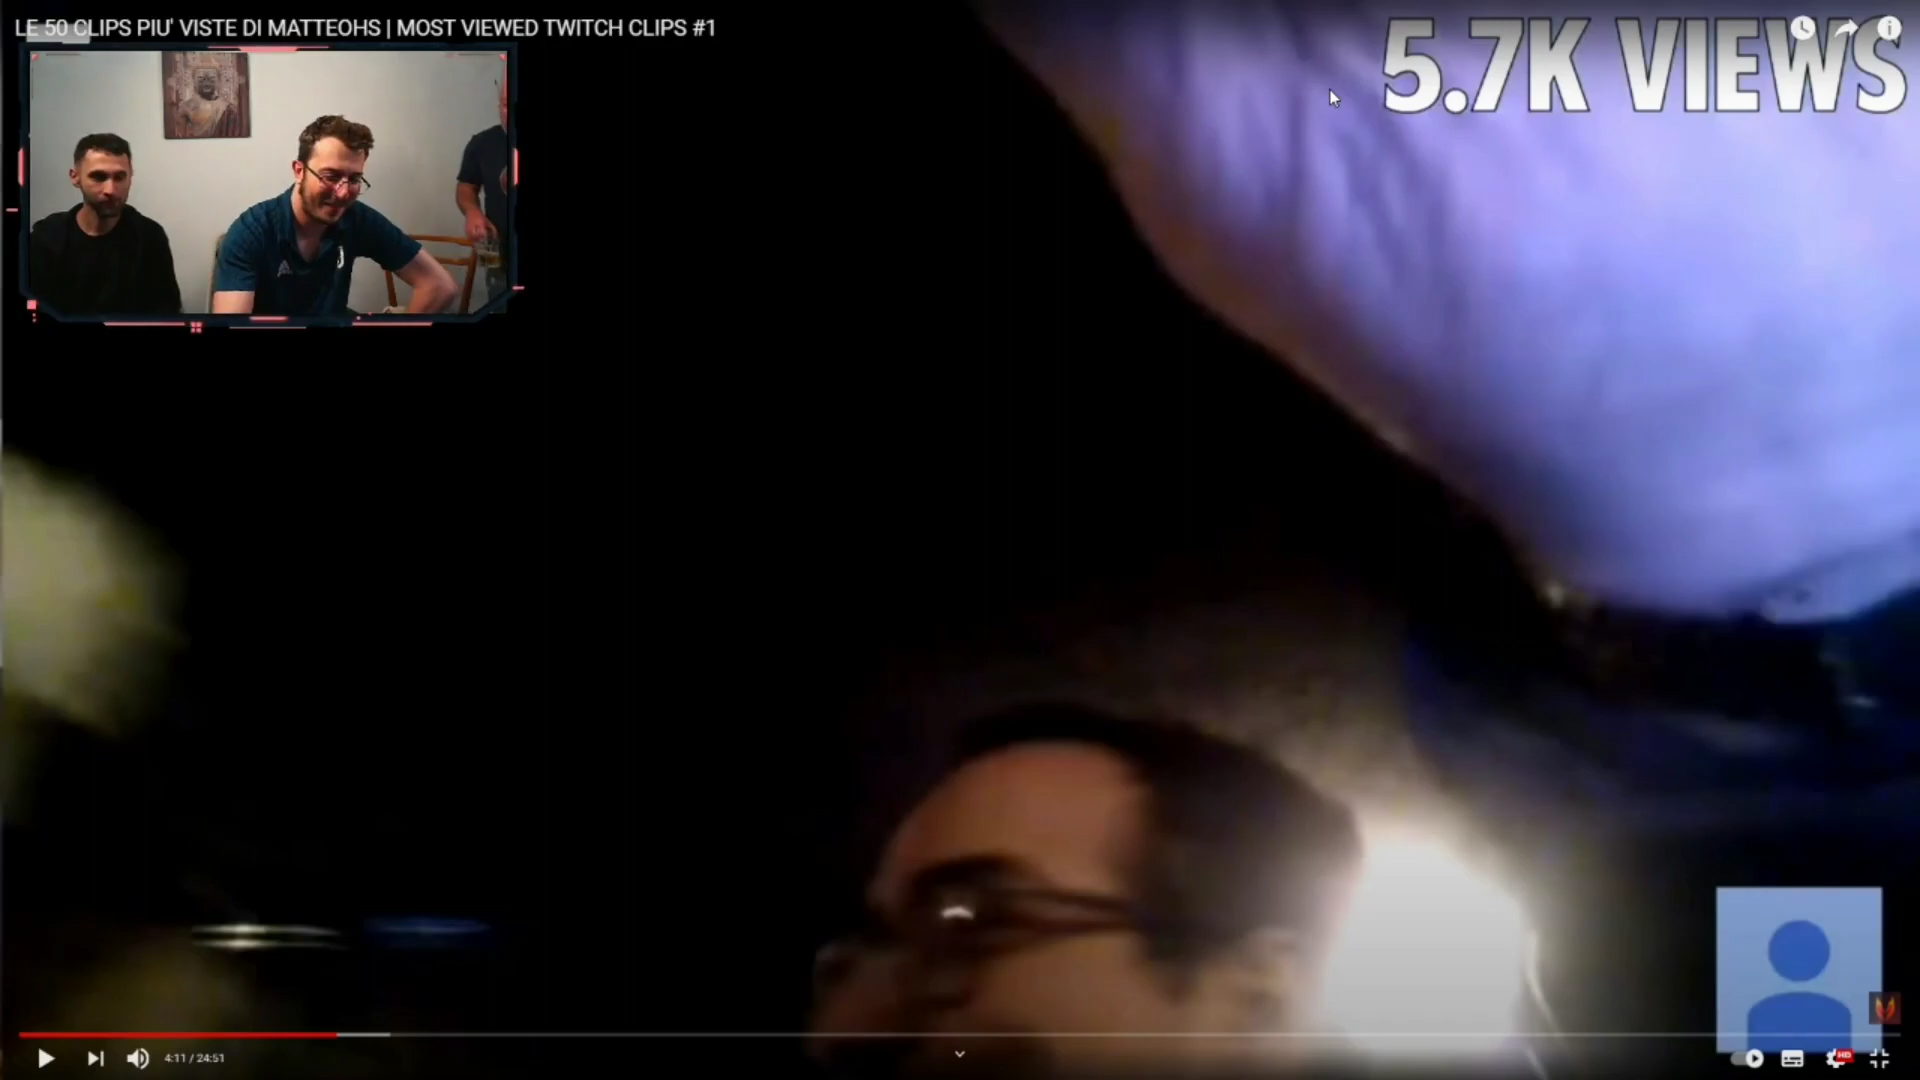 LE 50 CLIPS PIU' VISTE DI MATTEOHS | MOST VIEWED TWITCH CLIPS #1
5.7K VIEWS
4:11 / 24:51
HD